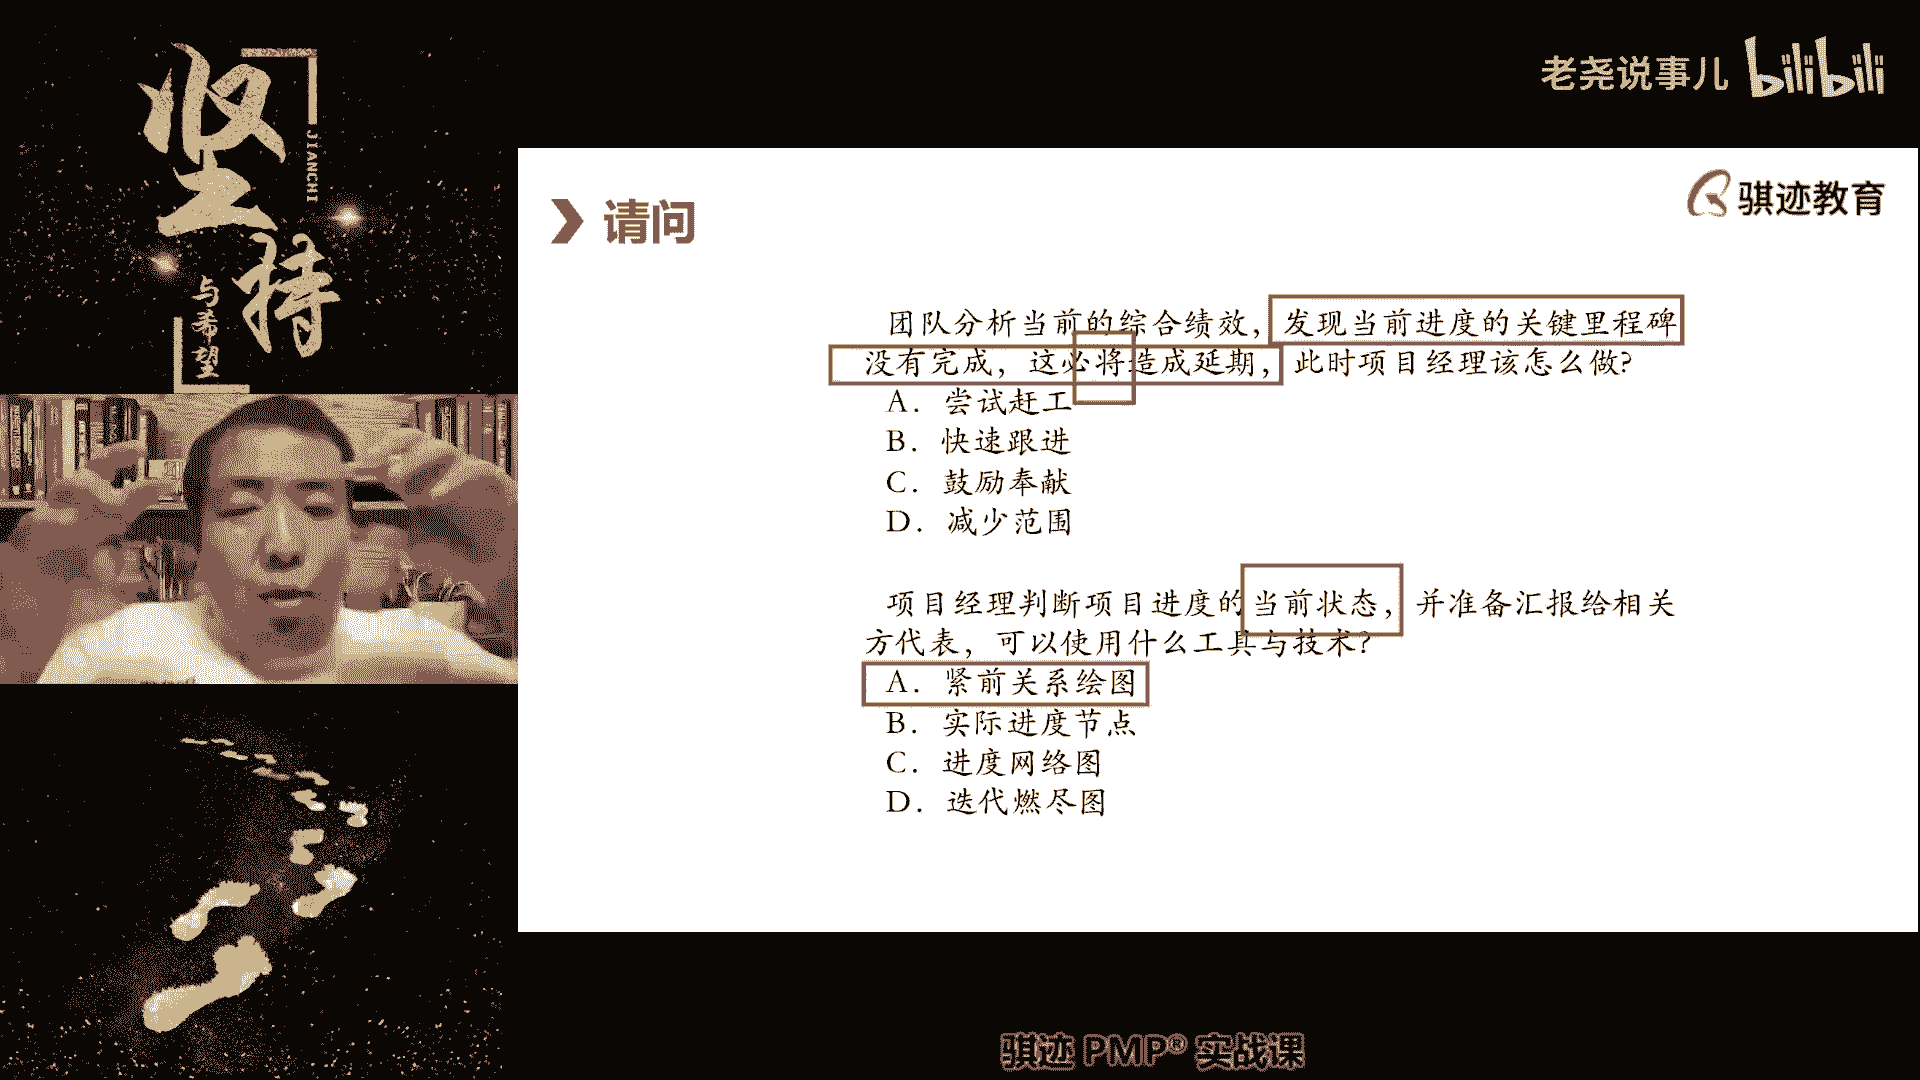 坚持
JIANCHI
与希望
老尧说事儿 bilibili
骐迹教育
请问
团队分析当前的综合绩效，发现当前进度的关键里程碑
没有完成，这必将造成延期，此时项目经理该怎么做?
A. 尝试赶工
B. 快速跟进
C. 鼓励奉献
D. 减少范围
项目经理判断项目进度的当前状态，并准备汇报给相关
方代表，可以使用什么工具与技术?
A. 紧前关系绘图
B. 实际进度节点
C. 进度网络图
D. 迭代燃尽图
骐迹 PMP® 实战课